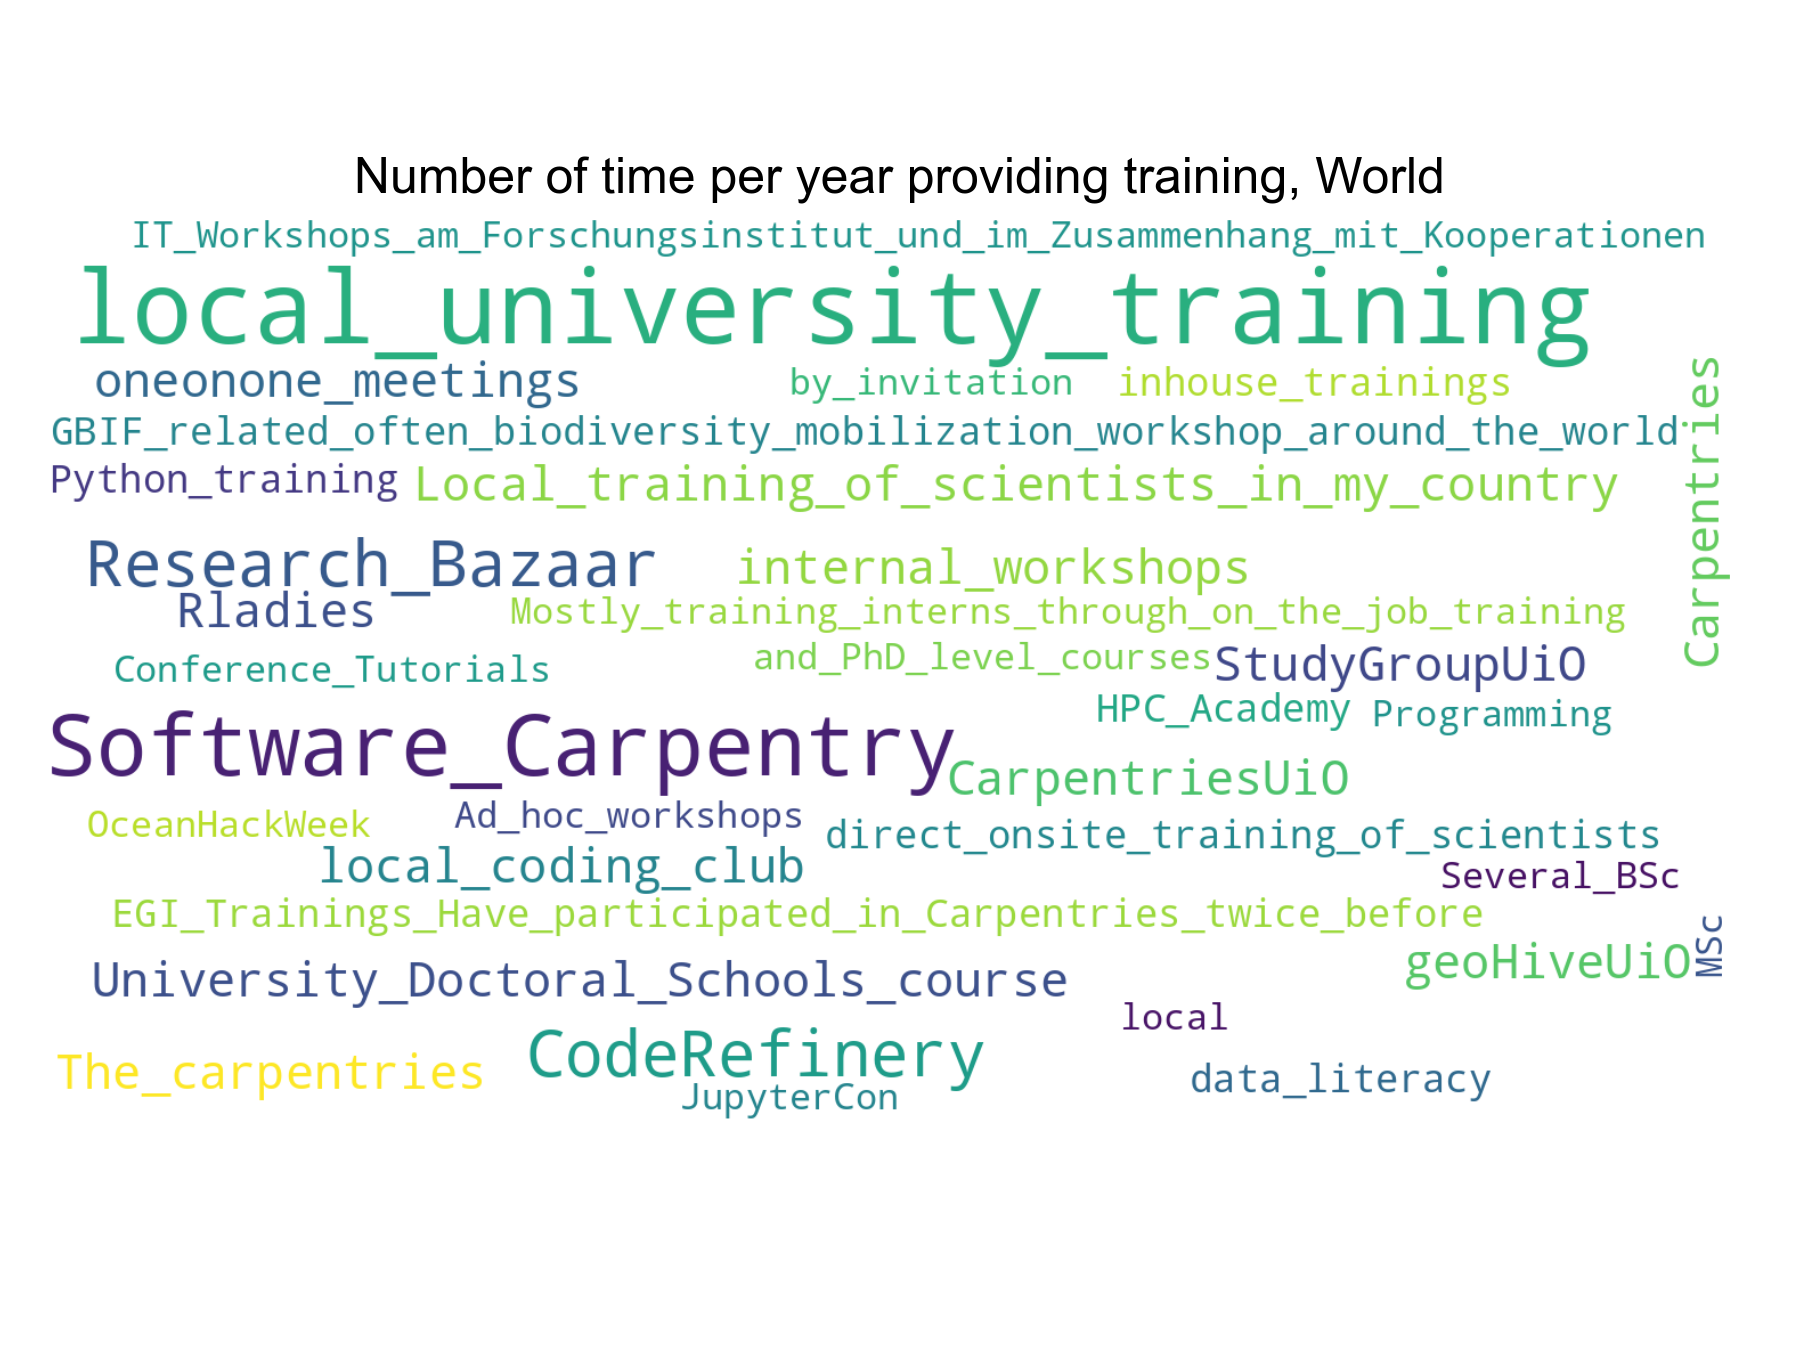 Number of time per year providing training, World
IT_Workshops_am_Forschungsinstitut_und_im_Zusammenhang_mit_Kooperationen
local_university_training
oneonone_meetings
by_invitation
inhouse_trainings
Carpentries
GBIF_related_often_biodiversity_mobilization_workshop_around_the_world
Python_training
Local_training_of_scientists_in_my_country
Research_Bazaar
internal_workshops
Rladies
Mostly_training_interns_through_on_the_job_training
Conference_Tutorials
and_PhD_level_courses
StudyGroupUiO
HPC_Academy
Programming
Software_Carpentry
CarpentriesUiO
OceanHackWeek
Ad_hoc_workshops
direct_onsite_training_of_scientists
local_coding_club
Several_BSc
EGI_Trainings_Have_participated_in_Carpentries_twice_before
MSc
geoHiveUiO
University_Doctoral_Schools_course
local
CodeRefinery
The_carpentries
data_literacy
JupyterCon